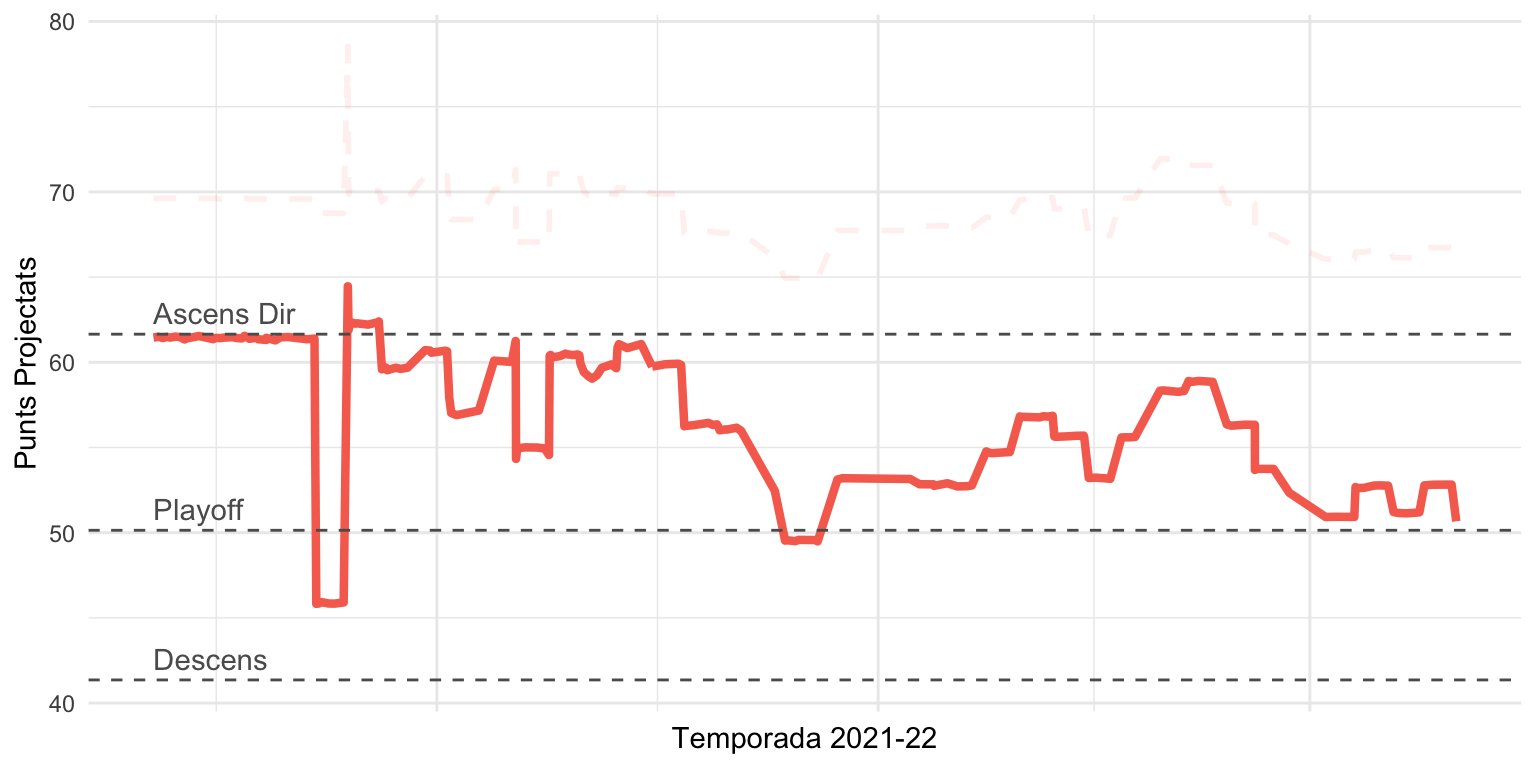 80
70
60
50
40
Punts Projectats
Ascens Dir
Playoff
Descens
Temporada 2021-22